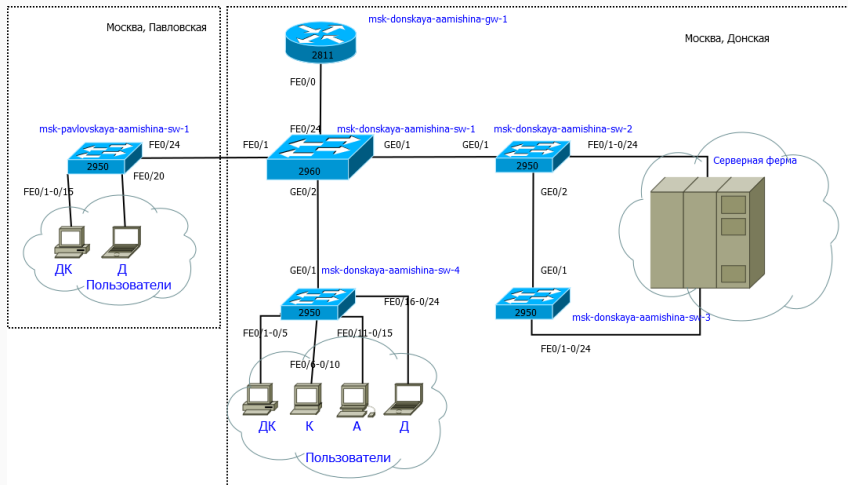 Москва, Павловская
msk-donskaya-aamishina-gw-1
Москва, Донская
2811
FE0/0
msk-pavlovskaya-aamishina-sw-1
FE0/24
FE0/1
FE0/24
msk-donskaya-aamishina-sw-1
GE0/1
GE0/1
msk-donskaya-aamishina-sw-2
FE0/1-0/24
Серверная ферма
2950
2960
2950
FE0/1-0/15
FE0/20
GE0/2
GE0/2
ДК
Д
Пользователи
GE0/1
msk-donskaya-aamishina-sw-4
GE0/1
2950
FE0/16-0/24
2950
msk-donskaya-aamishina-sw-3
FE0/1-0/5
FE0/11-0/15
FE0/1-0/24
FE0/6-0/10
ДК
К
А
Д
Пользователи